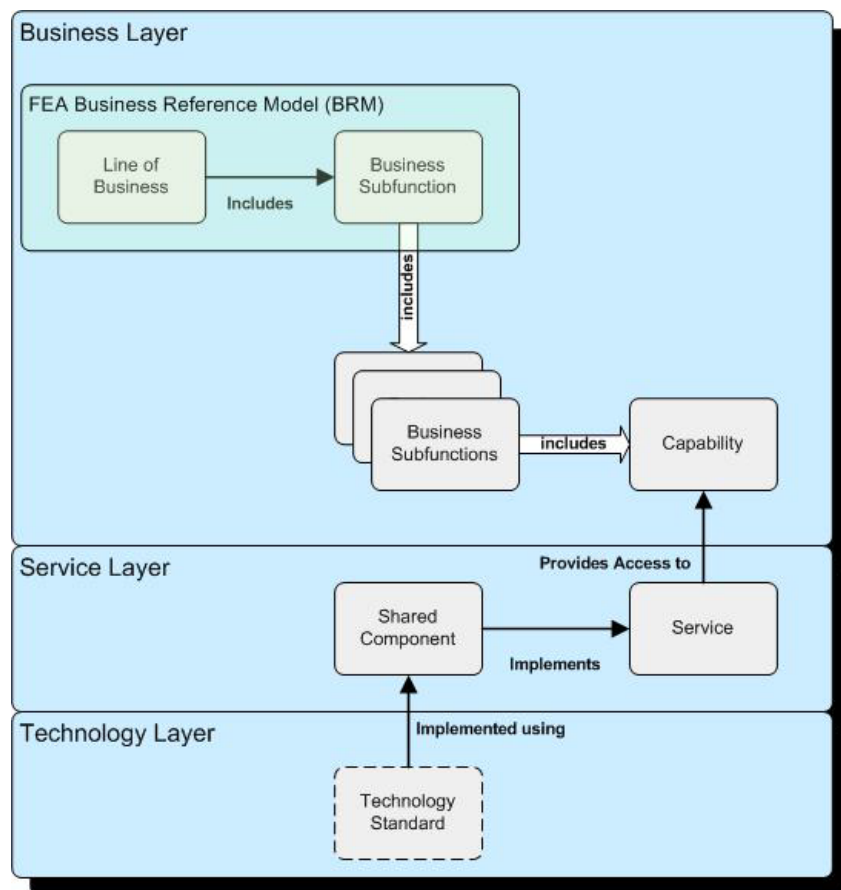 Business Layer
FEA Business Reference Model (BRM)
Line of
Business
Includes
Business
Subfunction
includes
Business
Subfunctions
includes
Capability
Provides Access to
Service Layer
Shared
Component
Implements
Service
Implemented using
Technology Layer
Technology
Standard